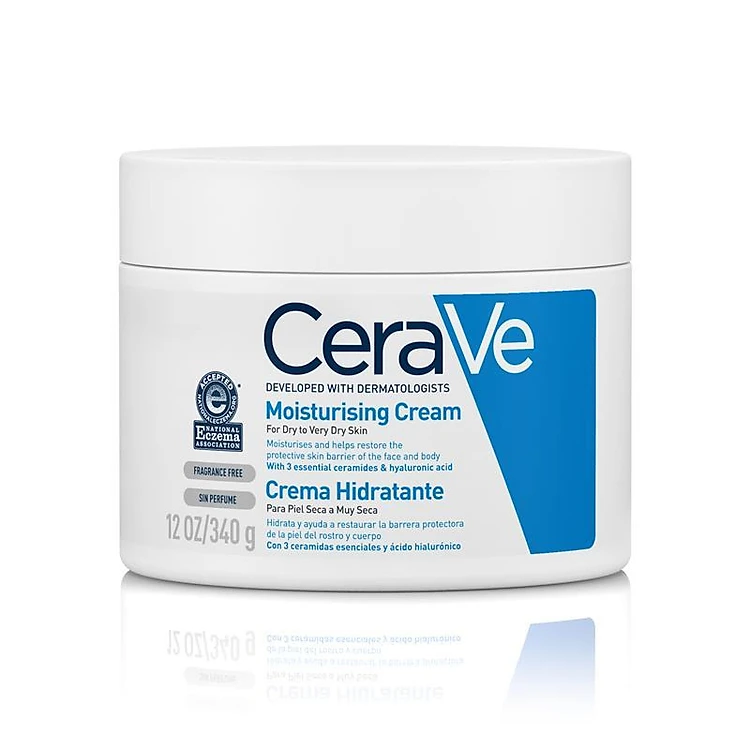 CeraVe
DEVELOPED WITH DERMATOLOGISTS
Moisturising Cream
For Dry to Very Dry Skin
Moisturises and helps restore the
protective skin barrier of the face and body
With 3 essential ceramides & hyaluronic acid
Crema Hidratante
Para Piel Seca a Muy Seca
Hidrata y ayuda a restaurar la barrera protectora
de la piel del rostro y cuerpo
Con 3 ceramidas esenciales y ácido hialurónico
ACCEPTED
e
NATIONALECZEMA.ORG
NATIONAL
Eczema
ASSOCIATION
FRAGRANCE FREE
SIN PERFUME
12 OZ/340 g